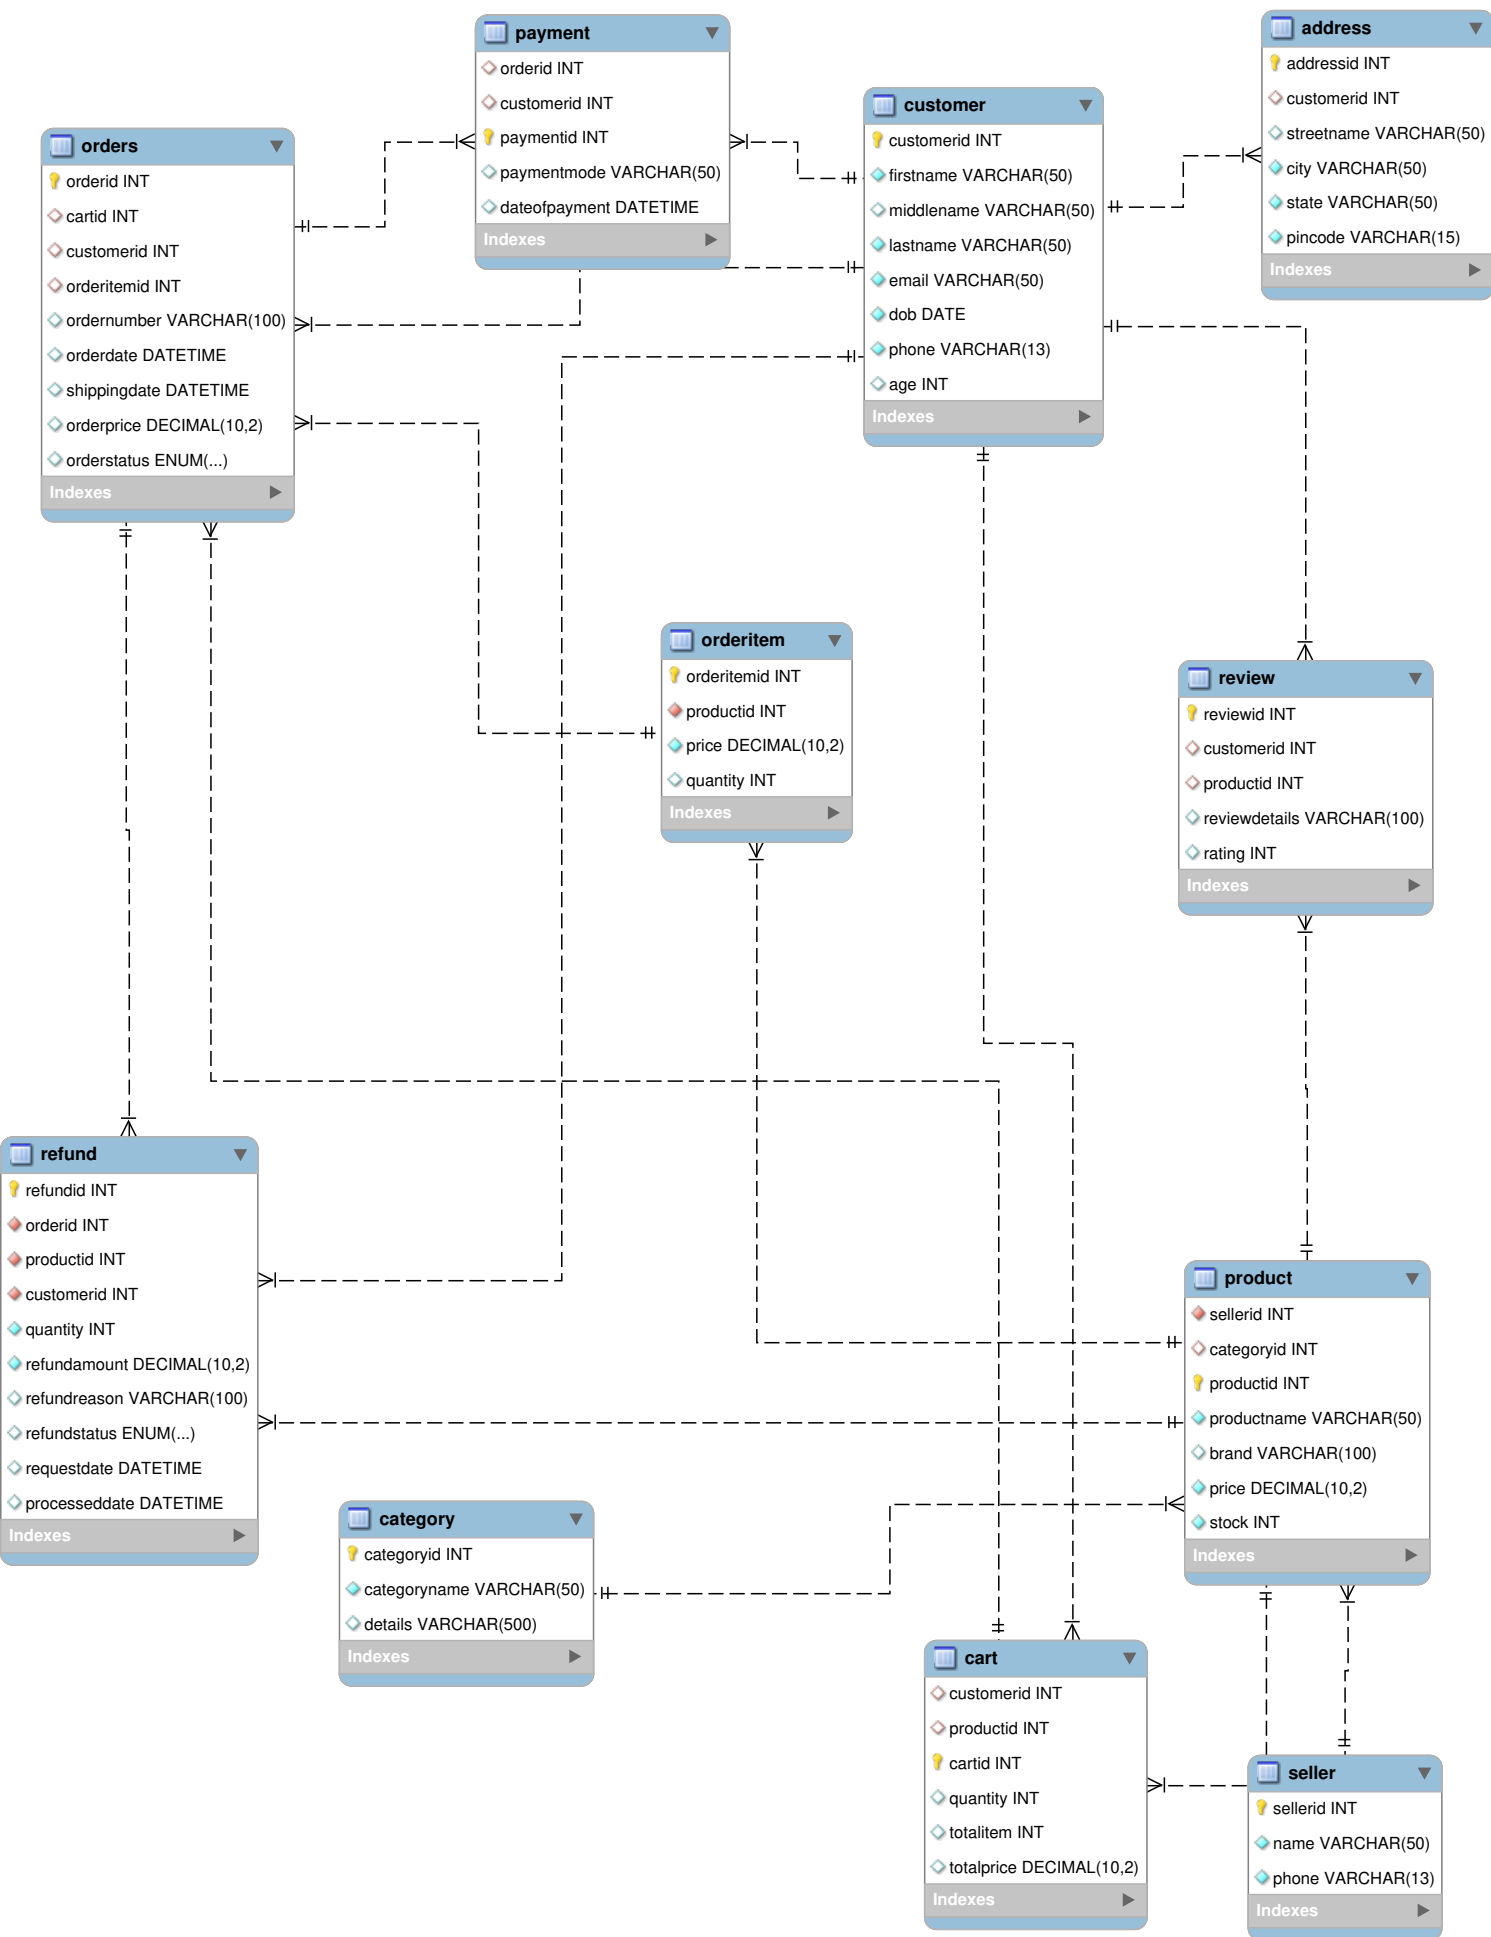 payment
orderid INT
customerid INT
paymentid INT
paymentmode VARCHAR(50)
dateofpayment DATETIME
Indexes
address
addressid INT
customerid INT
streetname VARCHAR(50)
city VARCHAR(50)
state VARCHAR(50)
pincode VARCHAR(15)
Indexes
customer
customerid INT
firstname VARCHAR(50)
middlename VARCHAR(50)
lastname VARCHAR(50)
email VARCHAR(50)
dob DATE
phone VARCHAR(13)
age INT
Indexes
orders
orderid INT
cartid INT
customerid INT
orderitemid INT
ordernumber VARCHAR(100)
orderdate DATETIME
shippingdate DATETIME
orderprice DECIMAL(10,2)
orderstatus ENUM(...)
Indexes
orderitem
orderitemid INT
productid INT
price DECIMAL(10,2)
quantity INT
Indexes
review
reviewid INT
customerid INT
productid INT
reviewdetails VARCHAR(100)
rating INT
Indexes
refund
refundid INT
orderid INT
productid INT
customerid INT
quantity INT
refundamount DECIMAL(10,2)
refundreason VARCHAR(100)
refundstatus ENUM(...)
requestdate DATETIME
processeddate DATETIME
Indexes
product
sellerid INT
categoryid INT
productid INT
productname VARCHAR(50)
brand VARCHAR(100)
price DECIMAL(10,2)
stock INT
Indexes
category
categoryid INT
categoryname VARCHAR(50)
details VARCHAR(500)
Indexes
cart
customerid INT
productid INT
cartid INT
quantity INT
totalitem INT
totalprice DECIMAL(10,2)
Indexes
seller
sellerid INT
name VARCHAR(50)
phone VARCHAR(13)
Indexes